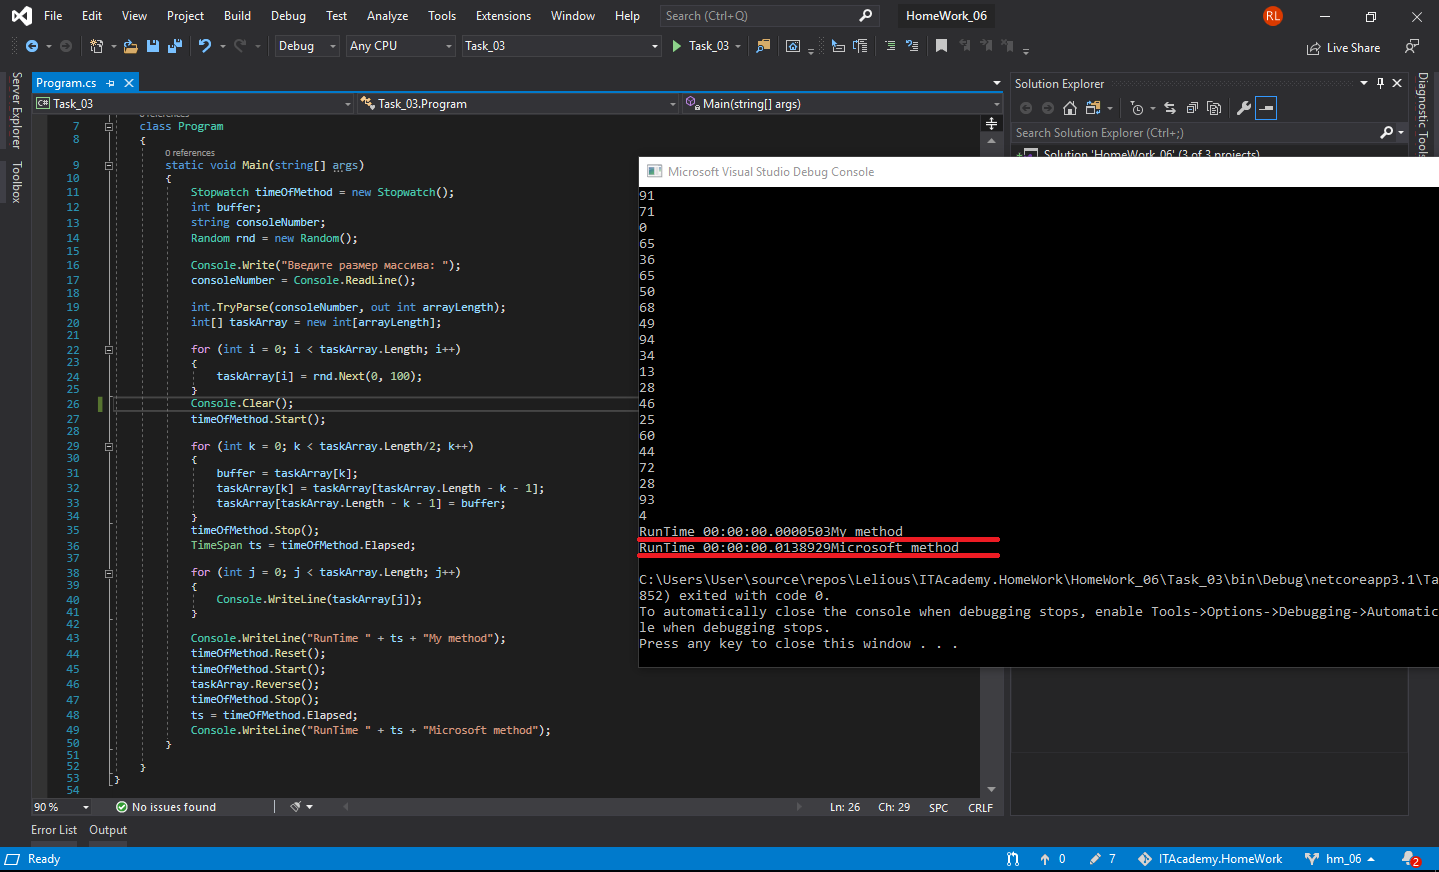 File Edit View Project Build Debug Test Analyze Tools Extensions Window Help Search (Ctrl+Q) HomeWork_06 RL
Debug Any CPU Task_03 Task_03 Live Share
Server Explorer
Toolbox
Program.cs
Task_03 Task_03.Program Main(string[] args)
0 references
7 class Program
8 {
0 references
9 static void Main(string[] args)
10 {
11 Stopwatch timeOfMethod = new Stopwatch();
12 int buffer;
13 string consoleNumber;
14 Random rnd = new Random();
15
16 Console.Write("Введите размер массива: ");
17 consoleNumber = Console.ReadLine();
18
19 int.TryParse(consoleNumber, out int arrayLength);
20 int[] taskArray = new int[arrayLength];
21
22 for (int i = 0; i < taskArray.Length; i++)
23 {
24 taskArray[i] = rnd.Next(0, 100);
25 }
26 Console.Clear();
27 timeOfMethod.Start();
28
29 for (int k = 0; k < taskArray.Length/2; k++)
30 {
31 buffer = taskArray[k];
32 taskArray[k] = taskArray[taskArray.Length - k - 1];
33 taskArray[taskArray.Length - k - 1] = buffer;
34 }
35 timeOfMethod.Stop();
36 TimeSpan ts = timeOfMethod.Elapsed;
37
38 for (int j = 0; j < taskArray.Length; j++)
39 {
40 Console.WriteLine(taskArray[j]);
41 }
42
43 Console.WriteLine("RunTime " + ts + "My method");
44 timeOfMethod.Reset();
45 timeOfMethod.Start();
46 taskArray.Reverse();
47 timeOfMethod.Stop();
48 ts = timeOfMethod.Elapsed;
49 Console.WriteLine("RunTime " + ts + "Microsoft method");
50 }
51
52 }
53 }
54
90 % No issues found Ln: 26 Ch: 29 SPC CRLF
Solution Explorer
Search Solution Explorer (Ctrl+;)
Solution 'HomeWork_06' (3 of 3 projects)
Diagnostic Tools
Microsoft Visual Studio Debug Console
91
71
0
65
36
65
50
68
49
94
34
13
28
46
25
60
44
72
28
93
4
RunTime 00:00:00.0000503My method
RunTime 00:00:00.0138929Microsoft method
C:\Users\User\source\repos\Lelious\ITAcademy.HomeWork\HomeWork_06\Task_03\bin\Debug\netcoreapp3.1\Ta
852) exited with code 0.
To automatically close the console when debugging stops, enable Tools->Options->Debugging->Automatic
le when debugging stops.
Press any key to close this window . . .
Error List Output
Ready 0 7 ITAcademy.HomeWork hm_06 2